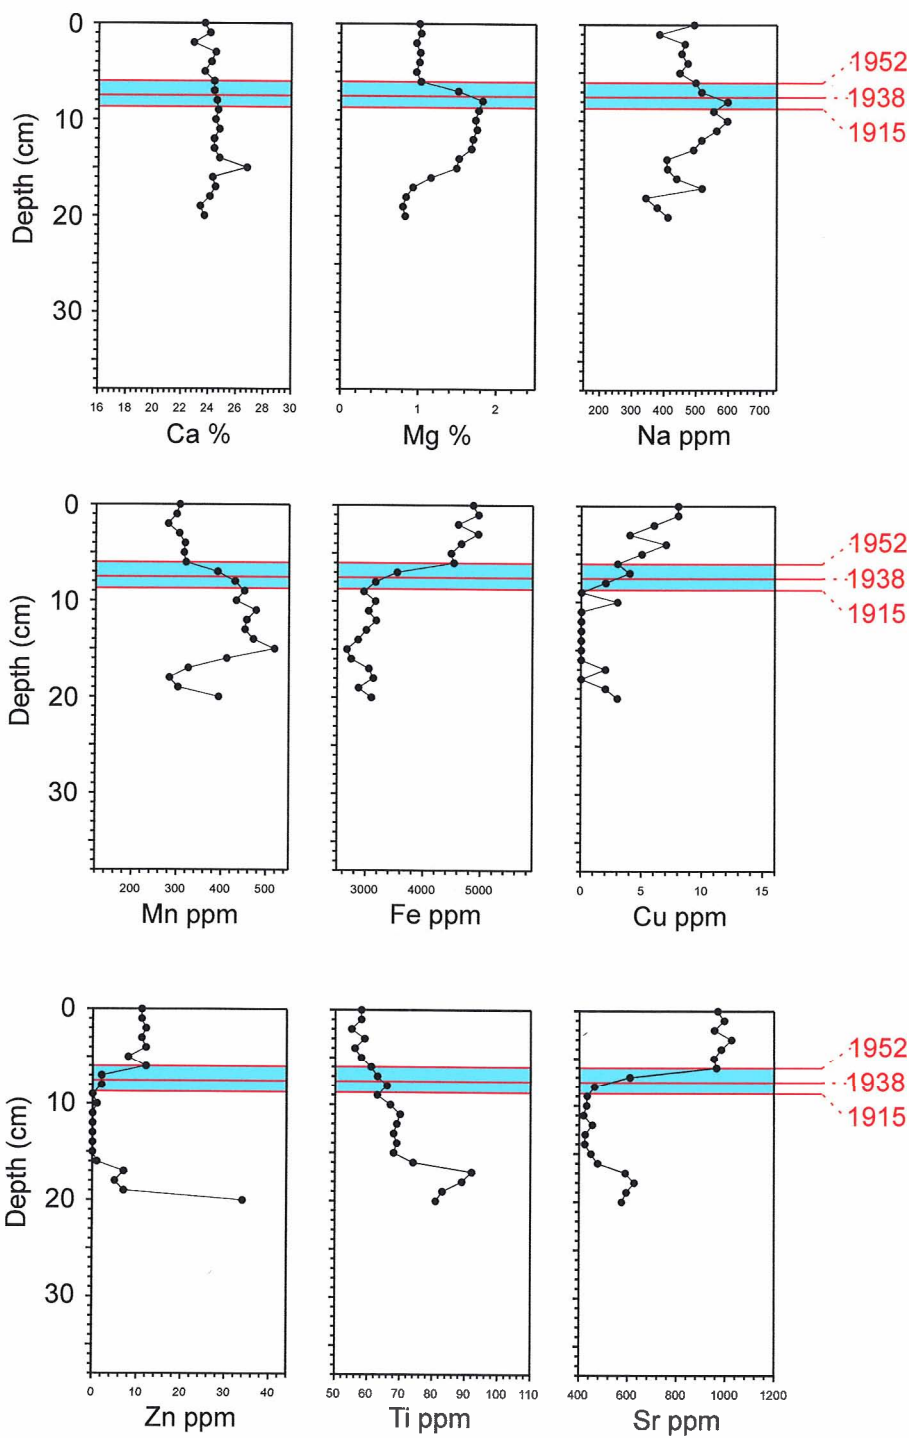 0
10
20
30
Depth (cm)
16 18 20 22 24 26 28 30
Ca %
0 1 2
Mg %
200 300 400 500 600 700
Na ppm
1952
1938
1915
0
10
20
30
Depth (cm)
200 300 400 500
Mn ppm
3000 4000 5000
Fe ppm
0 5 10 15
Cu ppm
1952
1938
1915
0
10
20
30
Depth (cm)
0 10 20 30 40
Zn ppm
50 60 70 80 90 100 110
Ti ppm
400 600 800 1000 1200
Sr ppm
1952
1938
1915